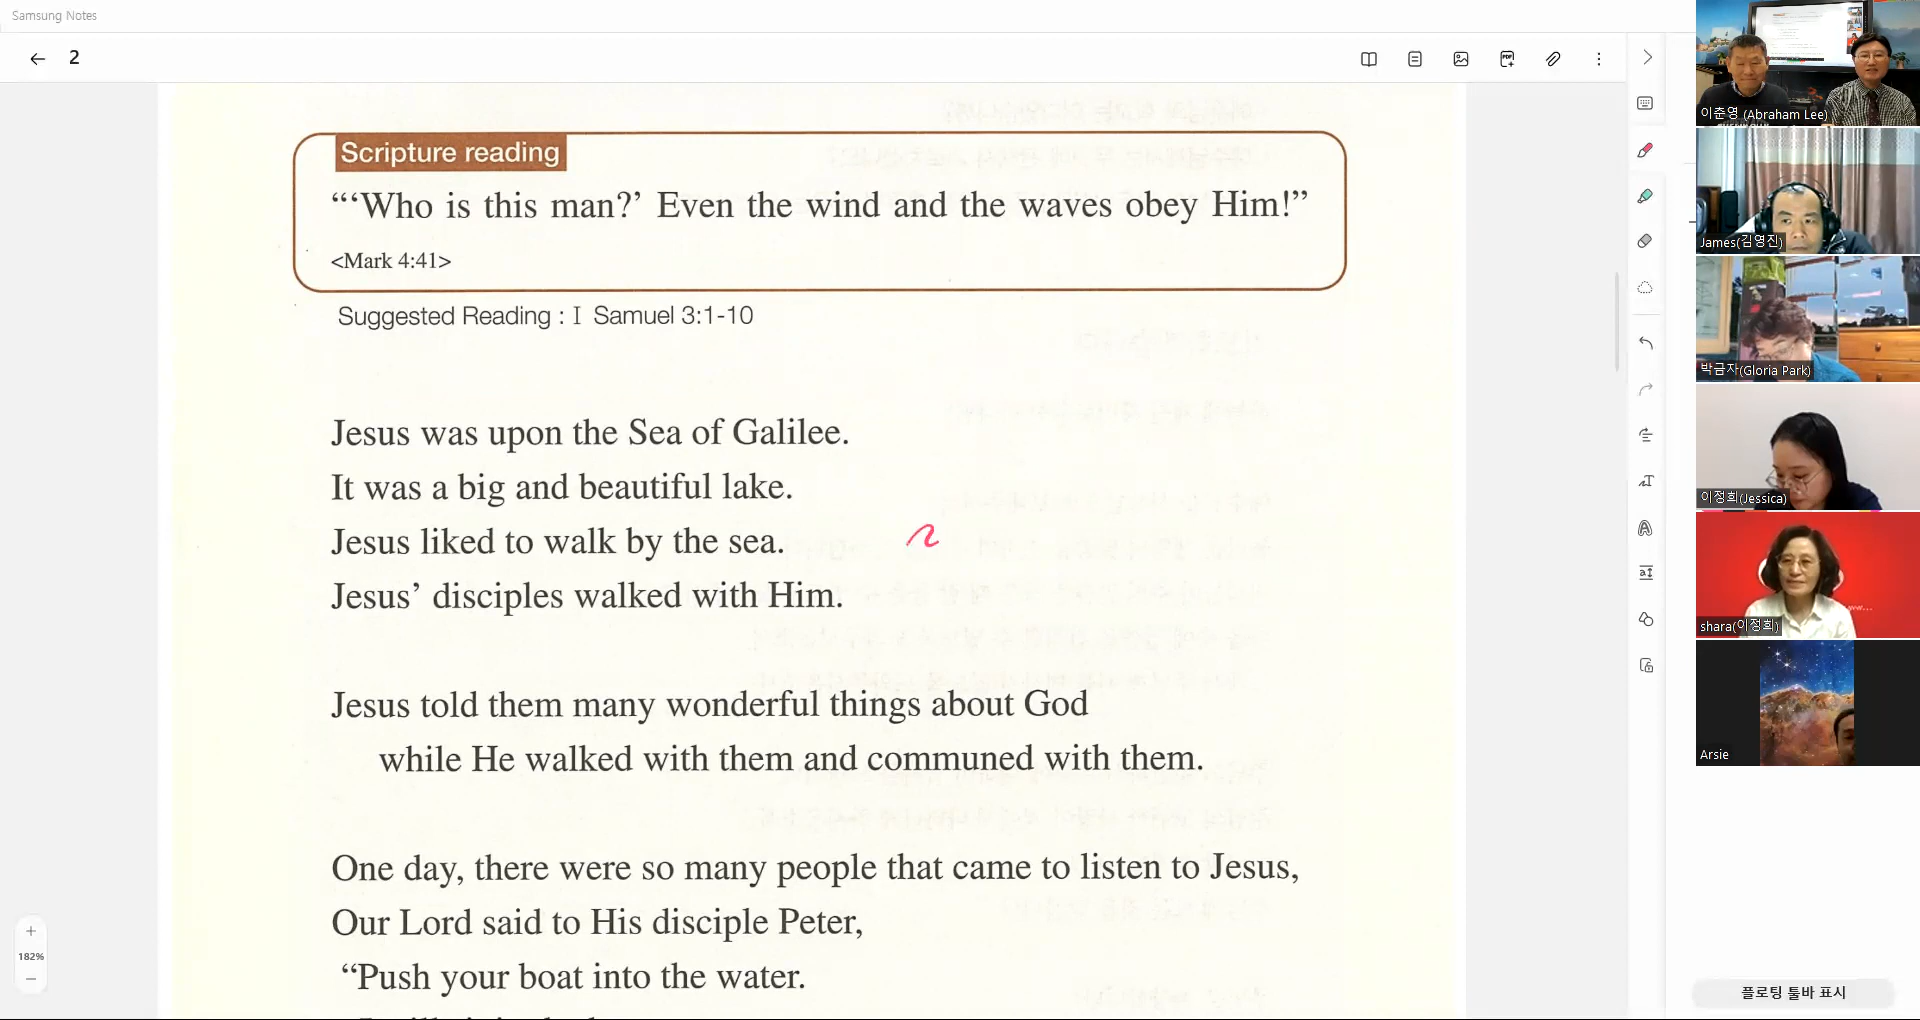 Samsung Notes
2
Scripture reading
“‘Who is this man?’ Even the wind and the waves obey Him!”
<Mark 4:41>
Suggested Reading : I Samuel 3:1-10
Jesus was upon the Sea of Galilee.
It was a big and beautiful lake.
Jesus liked to walk by the sea.
Jesus’ disciples walked with Him.
Jesus told them many wonderful things about God
while He walked with them and communed with them.
One day, there were so many people that came to listen to Jesus,
Our Lord said to His disciple Peter,
“Push your boat into the water.
182%
이춘영 (Abraham Lee)
James(김영진)
박금자(Gloria Park)
이정희(Jessica)
shara(이정희)
Arsie
플로팅 툴바 표시